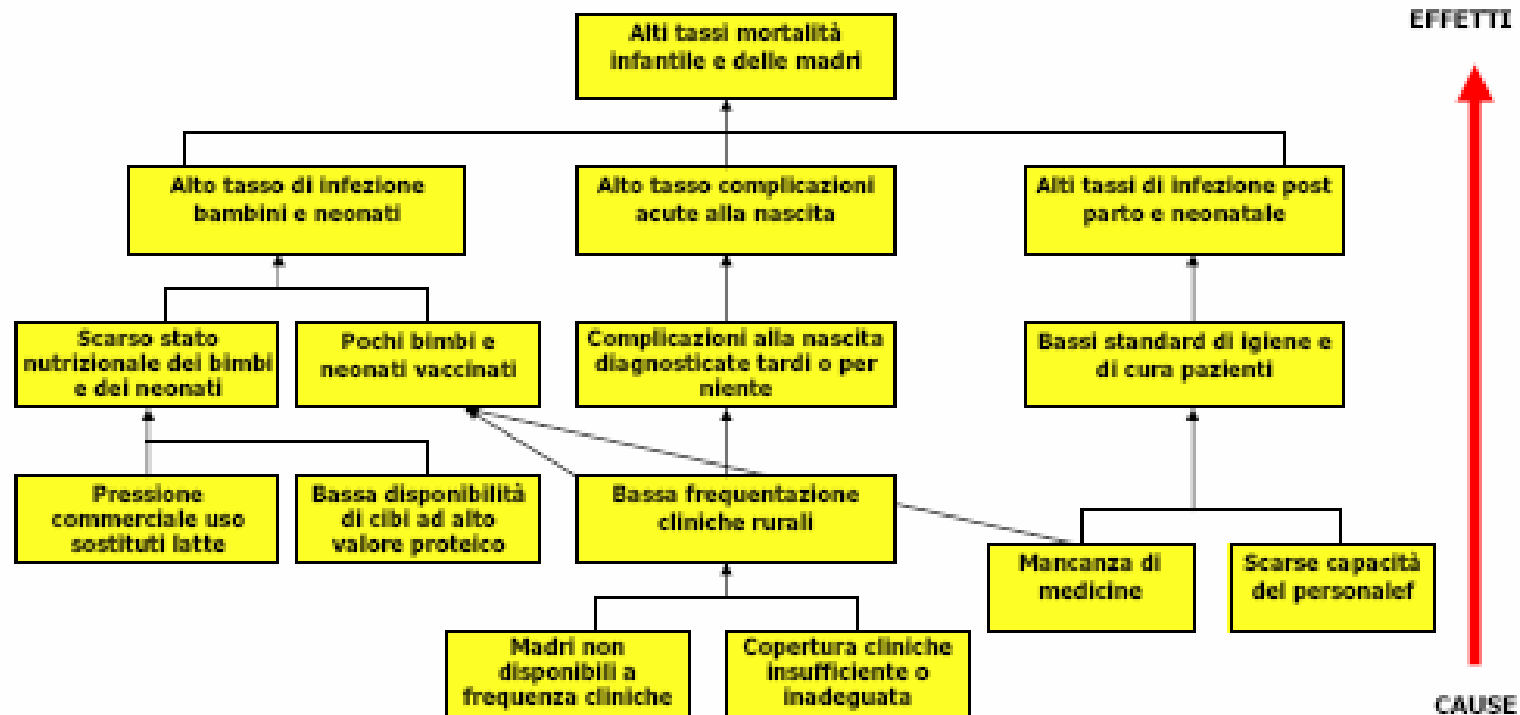 EFFETTI
Alti tassi mortalità
infantile e delle madri
Alto tasso di infezione
bambini e neonati
Alto tasso complicazioni
acute alla nascita
Alti tassi di infezione post
parto e neonatale
Scarso stato
nutrizionale dei bimbi
e dei neonati
Pochi bimbi e
neonati vaccinati
Complicazioni alla nascita
diagnosticate tardi o per
niente
Bassi standard di igiene e
di cura pazienti
Pressione
commerciale uso
sostituti latte
Bassa disponibilità
di cibi ad alto
valore proteico
Bassa frequentazione
cliniche rurali
Mancanza di
medicine
Scarse capacità
del personalef
Madri non
disponibili a
frequenza cliniche
Copertura cliniche
insufficiente o
inadeguata
CAUSE